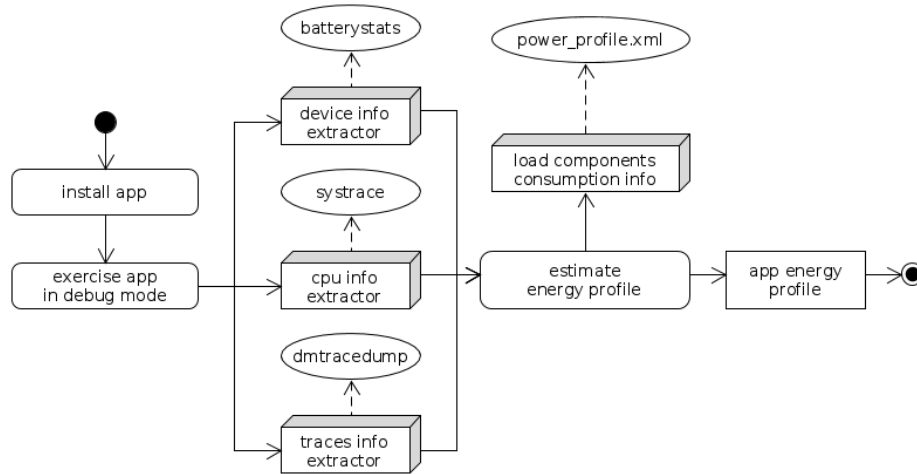 batterystats
power_profile.xml
device info
extractor
install app
load components
consumption info
systrace
exercise app
in debug mode
cpu info
extractor
estimate
energy profile
app energy
profile
dmtracedump
traces info
extractor